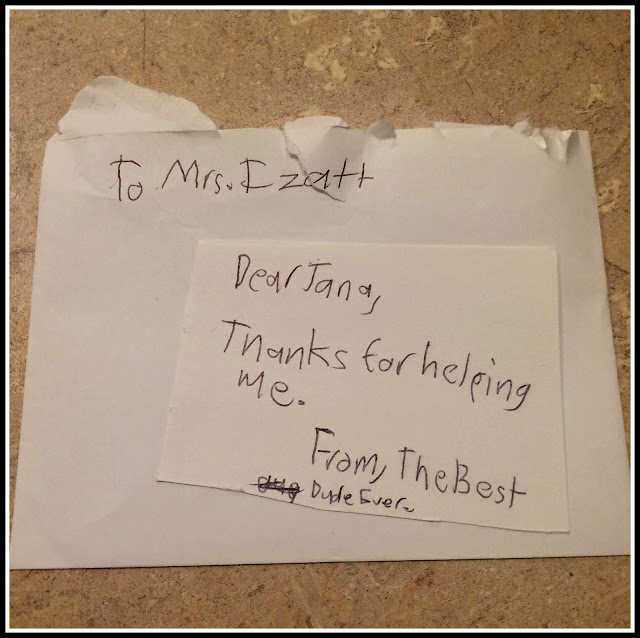 To Mrs. Izatt
Dear Jana,
Thanks for helping
me.
From, The Best
Dude Ever.